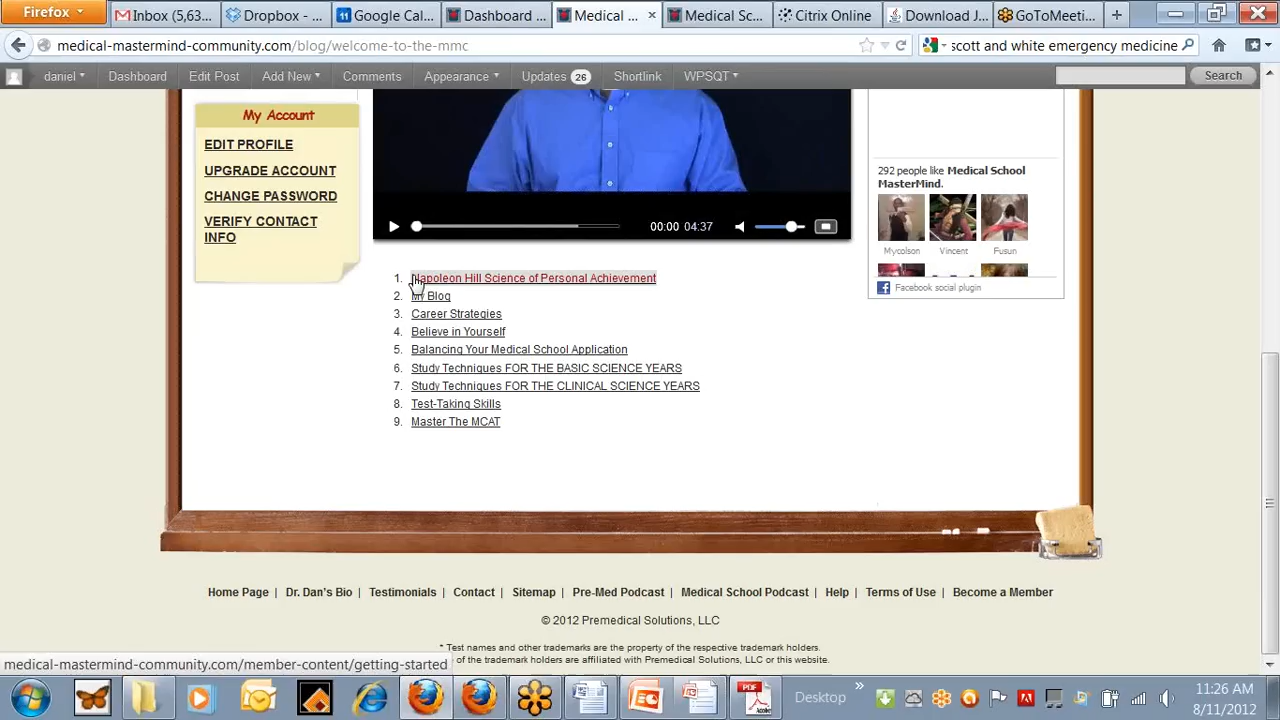 Firefox
Inbox (5,63...
Dropbox - ...
Google Cal...
Dashboard ...
Medical ...
Medical Sc...
Citrix Online
Download J...
GoToMeeti...
medical-mastermind-community.com/blog/welcome-to-the-mmc
scott and white emergency medicine
daniel
Dashboard
Edit Post
Add New
Comments
Appearance
Updates 26
Shortlink
WPSQT
Search
My Account
EDIT PROFILE
UPGRADE ACCOUNT
CHANGE PASSWORD
VERIFY CONTACT
INFO
00:00 04:37
292 people like Medical School
MasterMind.
Mycolson
Vincent
Fusun
Facebook social plugin
1. Napoleon Hill Science of Personal Achievement
2. My Blog
3. Career Strategies
4. Believe in Yourself
5. Balancing Your Medical School Application
6. Study Techniques FOR THE BASIC SCIENCE YEARS
7. Study Techniques FOR THE CLINICAL SCIENCE YEARS
8. Test-Taking Skills
9. Master The MCAT
Home Page | Dr. Dan's Bio | Testimonials | Contact | Sitemap | Pre-Med Podcast | Medical School Podcast | Help | Terms of Use | Become a Member
© 2012 Premedical Solutions, LLC
* Test names and other trademarks are the property of the respective trademark holders.
of the trademark holders are affiliated with Premedical Solutions, LLC or this website.
medical-mastermind-community.com/member-content/getting-started
Desktop
11:26 AM
8/11/2012